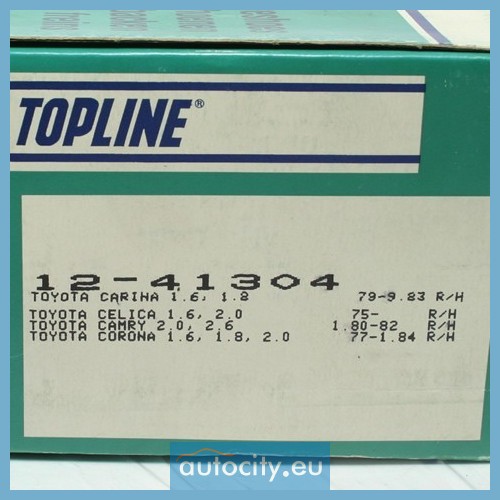 TOPLINE®
12-41304
TOYOTA CARINA 1.6, 1.8 79-9.83 R/H
TOYOTA CELICA 1.6, 2.0 75- R/H
TOYOTA CAMRY 2.0, 2.6 1.80-82 R/H
TOYOTA CORONA 1.6, 1.8, 2.0 77-1.84 R/H
autocity.eu